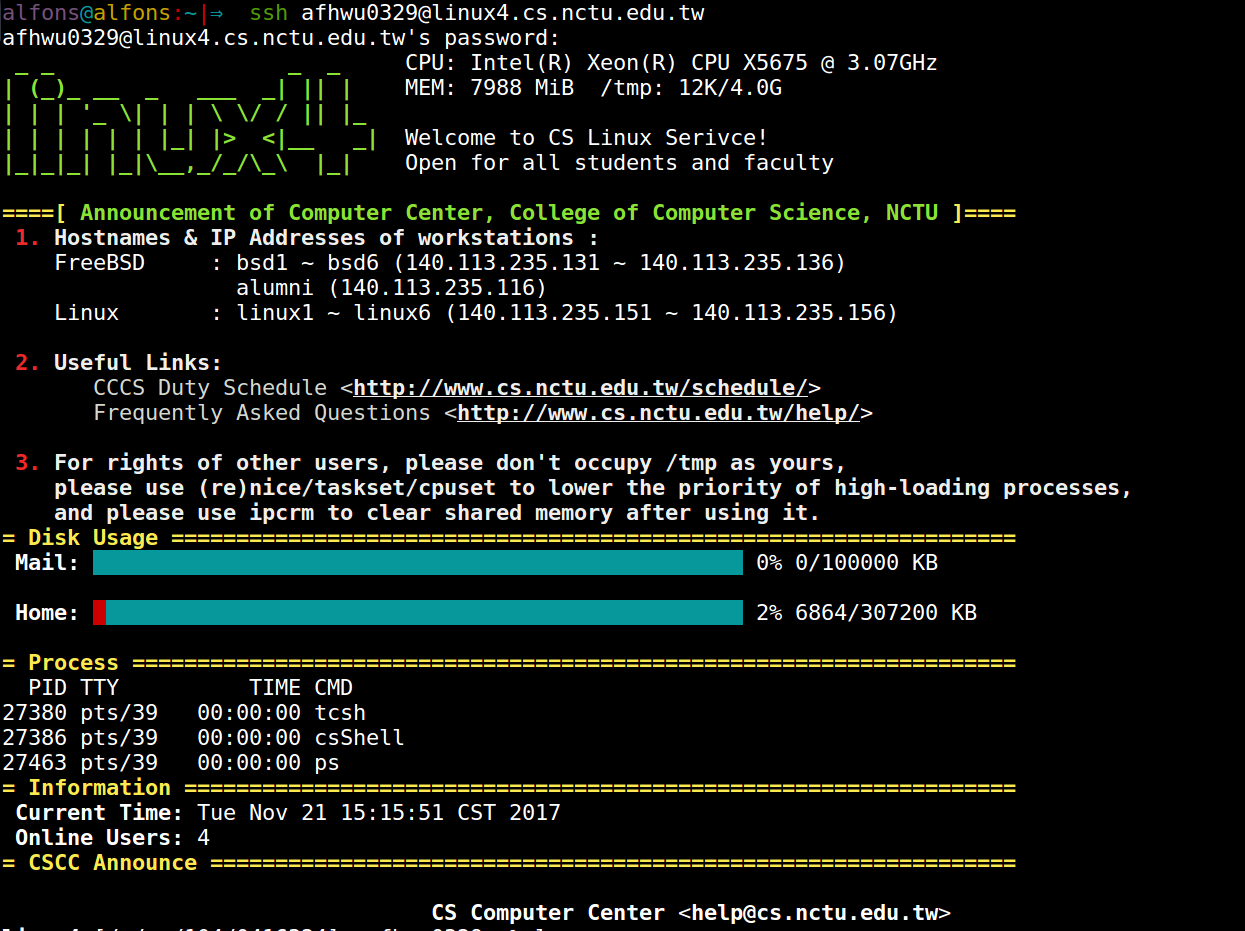 alfons@alfons:~|⇒  ssh afhwu0329@linux4.cs.nctu.edu.tw
afhwu0329@linux4.cs.nctu.edu.tw's password:
CPU: Intel(R) Xeon(R) CPU X5675 @ 3.07GHz
MEM: 7988 MiB  /tmp: 12K/4.0G
linux4
Welcome to CS Linux Serivce!
Open for all students and faculty
====[ Announcement of Computer Center, College of Computer Science, NCTU ]====
1. Hostnames & IP Addresses of workstations :
FreeBSD     : bsd1 ~ bsd6 (140.113.235.131 ~ 140.113.235.136)
alumni (140.113.235.116)
Linux       : linux1 ~ linux6 (140.113.235.151 ~ 140.113.235.156)
2. Useful Links:
CCCS Duty Schedule <http://www.cs.nctu.edu.tw/schedule/>
Frequently Asked Questions <http://www.cs.nctu.edu.tw/help/>
3. For rights of other users, please don't occupy /tmp as yours,
please use (re)nice/taskset/cpuset to lower the priority of high-loading processes,
and please use ipcrm to clear shared memory after using it.
= Disk Usage =================================================================
Mail: 0% 0/100000 KB
Home: 2% 6864/307200 KB
= Process ====================================================================
PID TTY          TIME CMD
27380 pts/39   00:00:00 tcsh
27386 pts/39   00:00:00 csShell
27463 pts/39   00:00:00 ps
= Information ================================================================
Current Time: Tue Nov 21 15:15:51 CST 2017
Online Users: 4
= CSCC Announce ==============================================================
CS Computer Center <help@cs.nctu.edu.tw>